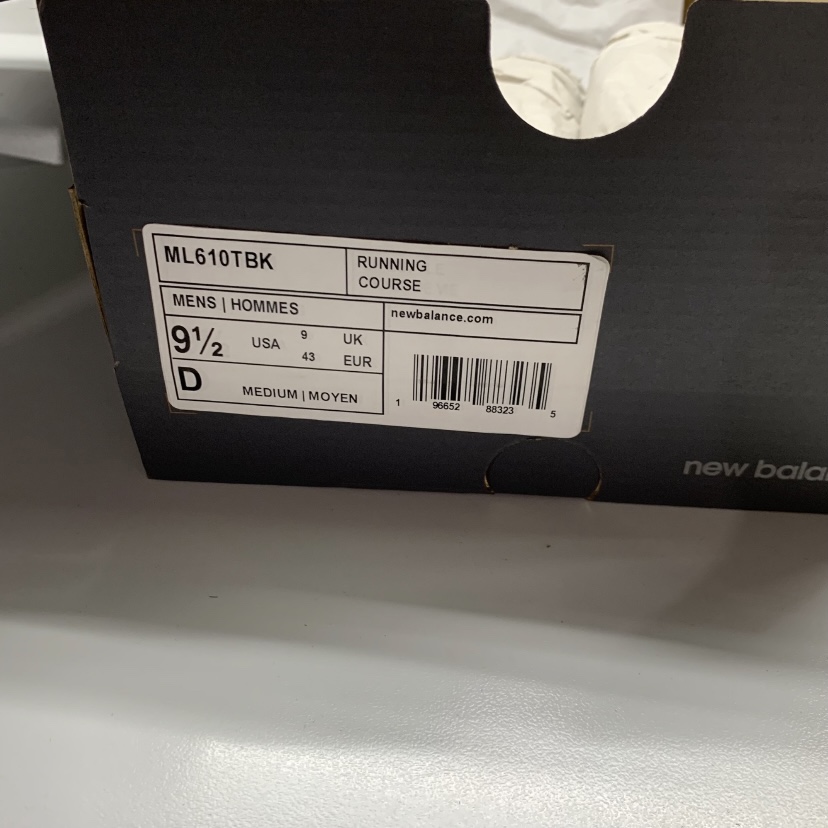 ML610TBK
RUNNING
COURSE
MENS | HOMMES
newbalance.com
9½ USA 9 UK
43 EUR
D MEDIUM | MOYEN
1 96652 88323 5
new bala